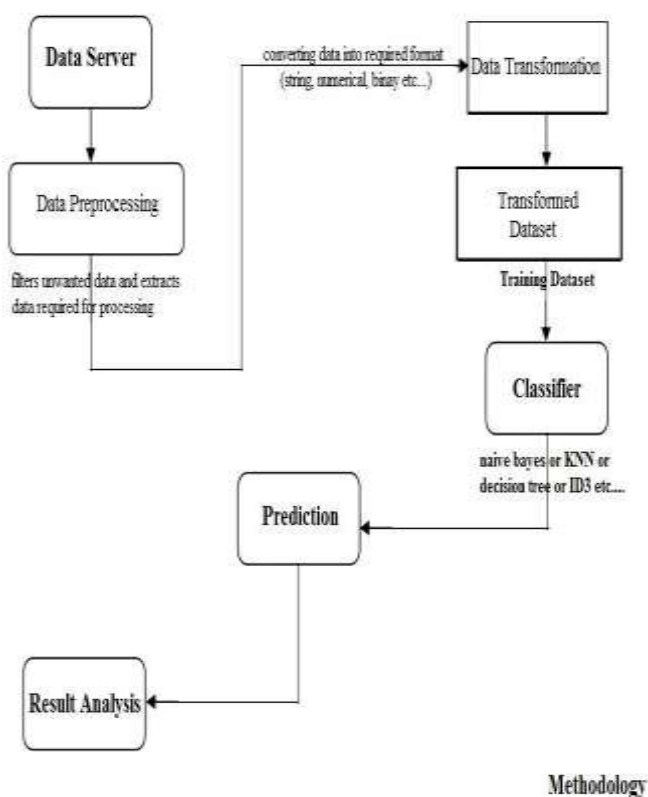 Data Server
converting data into required format
(string, numerical, binay etc...)
Data Transformation
Data Preprocessing
filters unwanted data and extracts
data required for processing
Transformed
Dataset
Training Dataset
Classifier
naive bayes or KNN or
decision tree or ID3 etc....
Prediction
Result Analysis
Methodology